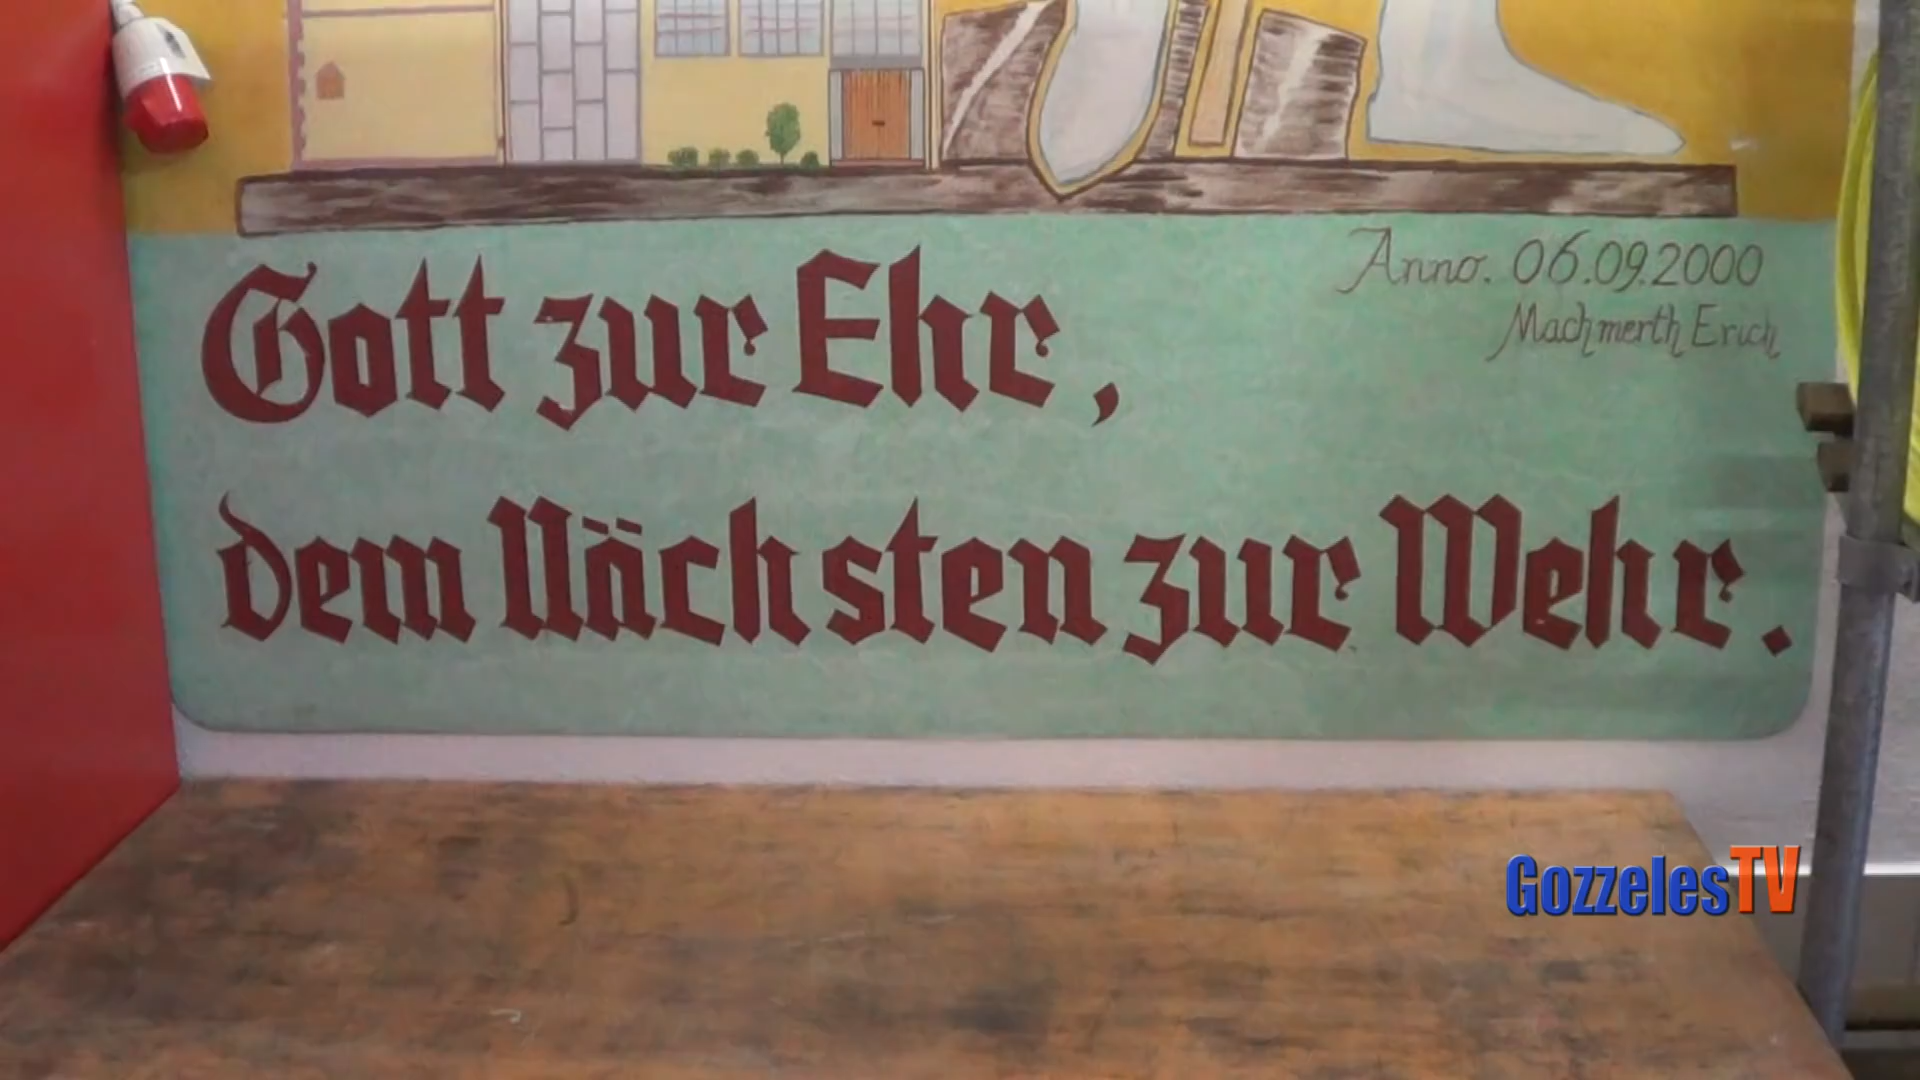 Anno. 06.09.2000
Machmerth Erich
Gott zur Ehr,
dem Nächsten zur Wehr.
GozzelesTV